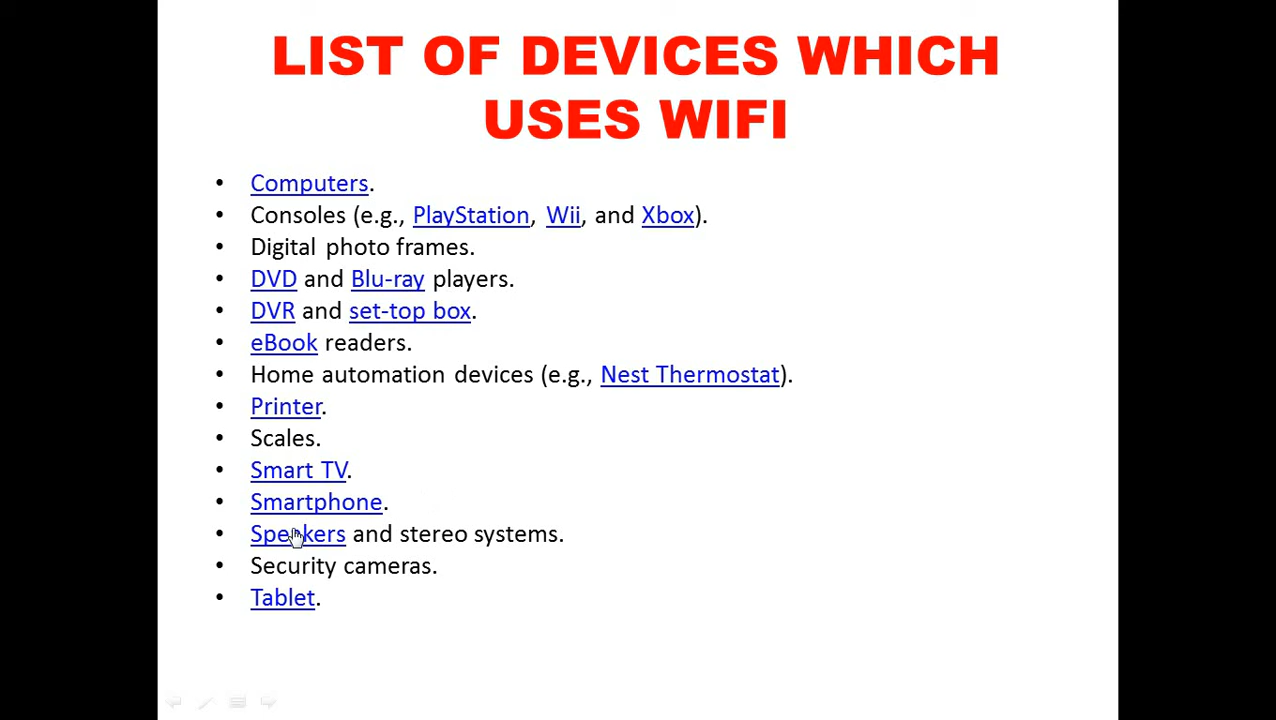 LIST OF DEVICES WHICH
USES WIFI
• Computers.
• Consoles (e.g., PlayStation, Wii, and Xbox).
• Digital photo frames.
• DVD and Blu-ray players.
• DVR and set-top box.
• eBook readers.
• Home automation devices (e.g., Nest Thermostat).
• Printer.
• Scales.
• Smart TV.
• Smartphone.
• Speakers and stereo systems.
• Security cameras.
• Tablet.